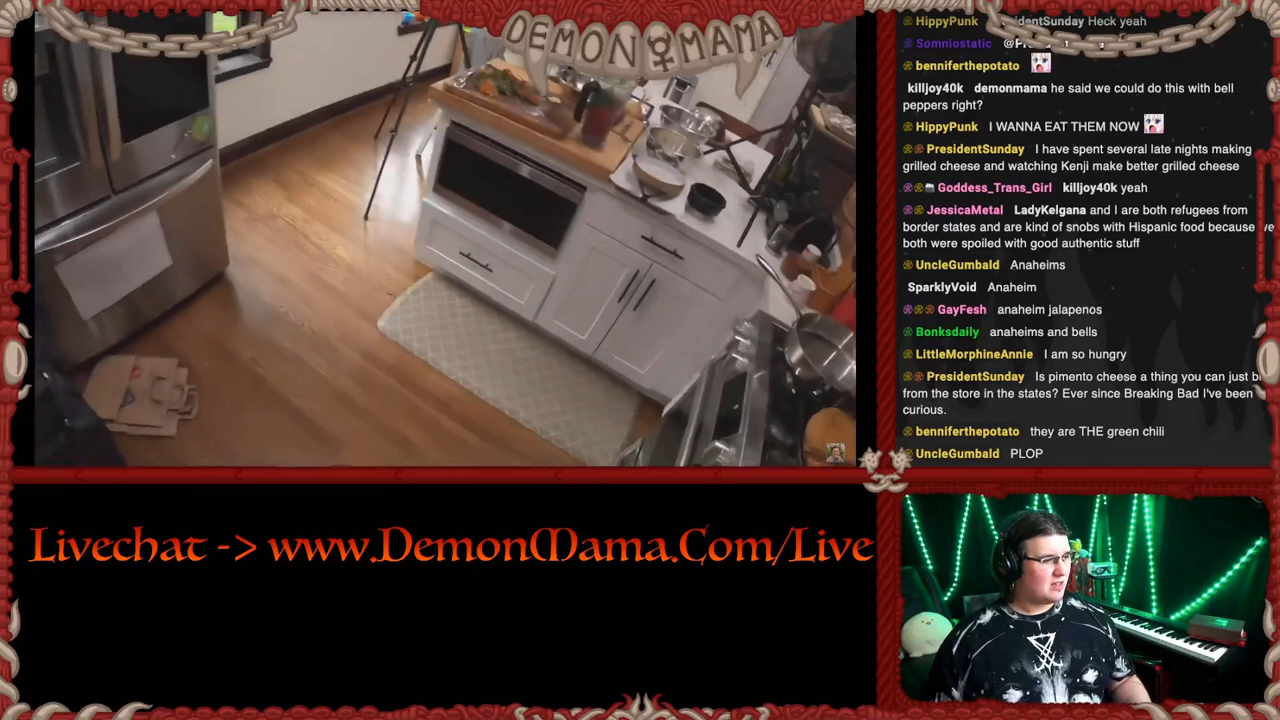 DEMON MAMA
HippyPunk sidentSunday Heck yeah
Somniostatic
benniferthepotato
killjoy40k demonmama he said we could do this with bell
peppers right?
HippyPunk I WANNA EAT THEM NOW
PresidentSunday I have spent several late nights making
grilled cheese and watching Kenji make better grilled cheese
Goddess_Trans_Girl killjoy40k yeah
JessicaMetal LadyKelgana and I are both refugees from
border states and are kind of snobs with Hispanic food because we
both were spoiled with good authentic stuff
UncleGumbald Anaheims
SparklyVoid Anaheim
GayFesh anaheim jalapenos
Bonksdaily anaheims and bells
LittleMorphineAnnie I am so hungry
PresidentSunday Is pimento cheese a thing you can just
from the store in the states? Ever since Breaking Bad I've been
curious.
benniferthepotato they are THE green chili
UncleGumbald PLOP
Livechat -> www.DemonMama.Com/Live